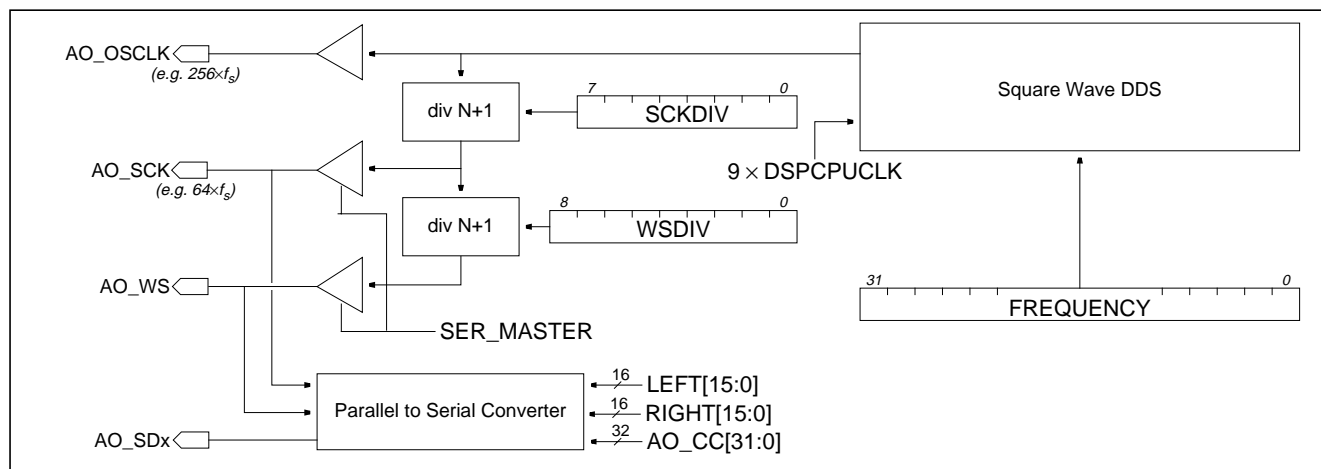 AO_OSCLK
(e.g. 256×fs)
Square Wave DDS
div N+1
7 0
SCKDIV
AO_SCK
(e.g. 64×fs)
9 × DSPCPUCLK
div N+1
8 0
WSDIV
AO_WS
31 0
FREQUENCY
SER_MASTER
Parallel to Serial Converter
16 LEFT[15:0]
16 RIGHT[15:0]
32 AO_CC[31:0]
AO_SDx